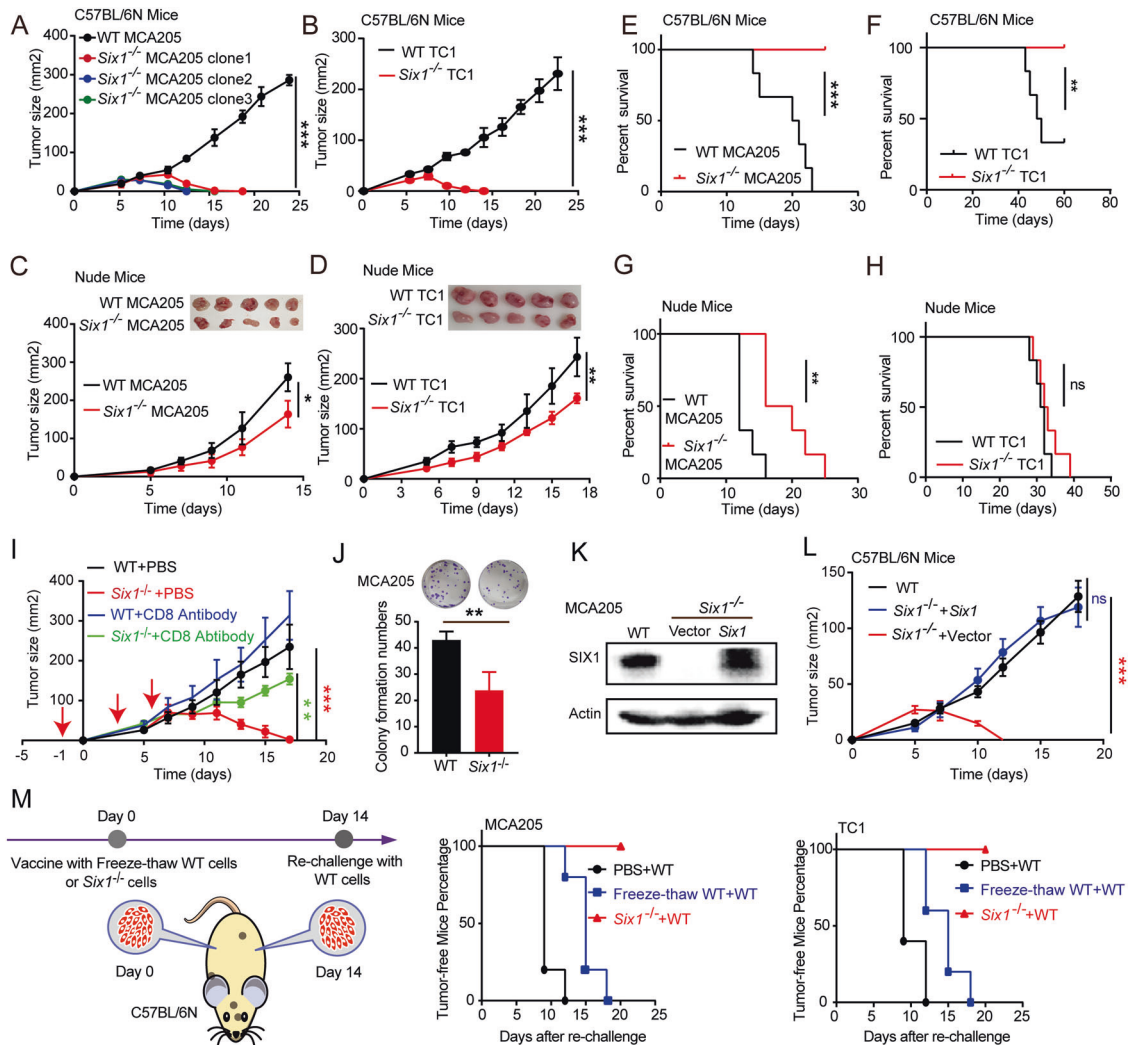 A
C57BL/6N Mice
WT MCA205
Six1-/- MCA205 clone1
Six1-/- MCA205 clone2
Six1-/- MCA205 clone3
Tumor size (mm2)
400
300
200
100
0
0 5 10 15 20 25
Time (days)
***
B
C57BL/6N Mice
WT TC1
Six1-/- TC1
Tumor size (mm2)
300
200
100
0
0 5 10 15 20 25
Time (days)
***
E
C57BL/6N Mice
Percent survival
100
50
0
WT MCA205
Six1-/- MCA205
0 10 20 30
Time (days)
***
F
C57BL/6N Mice
Percent survival
100
50
0
WT TC1
Six1-/- TC1
0 20 40 60 80
Time (days)
**
C
Nude Mice
WT MCA205
Six1-/- MCA205
WT MCA205
Six1-/- MCA205
Tumor size (mm2)
400
300
200
100
0
0 5 10 15
Time (days)
*
D
Nude Mice
WT TC1
Six1-/- TC1
WT TC1
Six1-/- TC1
Tumor size (mm2)
400
300
200
100
0
0 3 6 9 12 15 18
Time (days)
**
G
Nude Mice
Percent survival
100
50
0
WT
MCA205
Six1-/-
MCA205
0 10 20 30
Time (days)
**
H
Nude Mice
Percent survival
100
50
0
WT TC1
Six1-/- TC1
0 10 20 30 40 50
Time (days)
ns
I
WT+PBS
Six1-/-+PBS
WT+CD8 Antibody
Six1-/-+CD8 Abtibody
Tumor size (mm2)
400
300
200
100
-5 -1 0 5 10 15 20
Time (days)
**
***
J
MCA205
**
Colony formation numbers
50
40
30
20
10
0
WT Six1-/-
K
MCA205
Six1-/-
WT Vector Six1
SIX1
Actin
L
C57BL/6N Mice
WT
Six1-/-+Six1
Six1-/-+Vector
Tumor size (mm2)
150
100
50
0
0 5 10 15 20
Time (days)
ns
***
M
Day 0
Day 14
Vaccine with Freeze-thaw WT cells
or Six1-/- cells
Re-challenge with
WT cells
Day 0
Day 14
C57BL/6N
MCA205
Tumor-free Mice Percentage
100
50
0
PBS+WT
Freeze-thaw WT+WT
Six1-/-+WT
0 5 10 15 20 25
Days after re-challenge
TC1
Tumor-free Mice Percentage
100
50
0
PBS+WT
Freeze-thaw WT+WT
Six1-/-+WT
0 5 10 15 20 25
Days after re-challenge